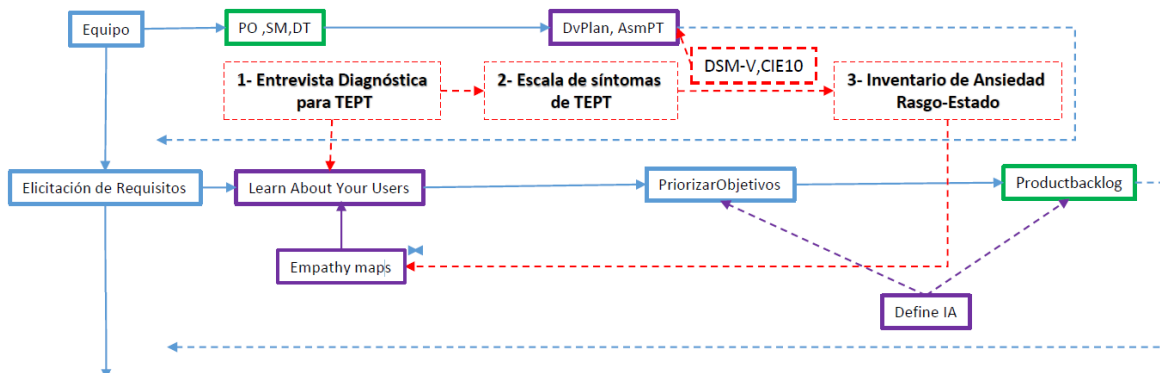 Equipo
PO ,SM,DT
DvPlan, AsmPT
DSM-V,CIE10
1- Entrevista Diagnóstica
para TEPT
2- Escala de síntomas
de TEPT
3- Inventario de Ansiedad
Rasgo-Estado
Elicitación de Requisitos
Learn About Your Users
PriorizarObjetivos
Productbacklog
Empathy maps
Define IA